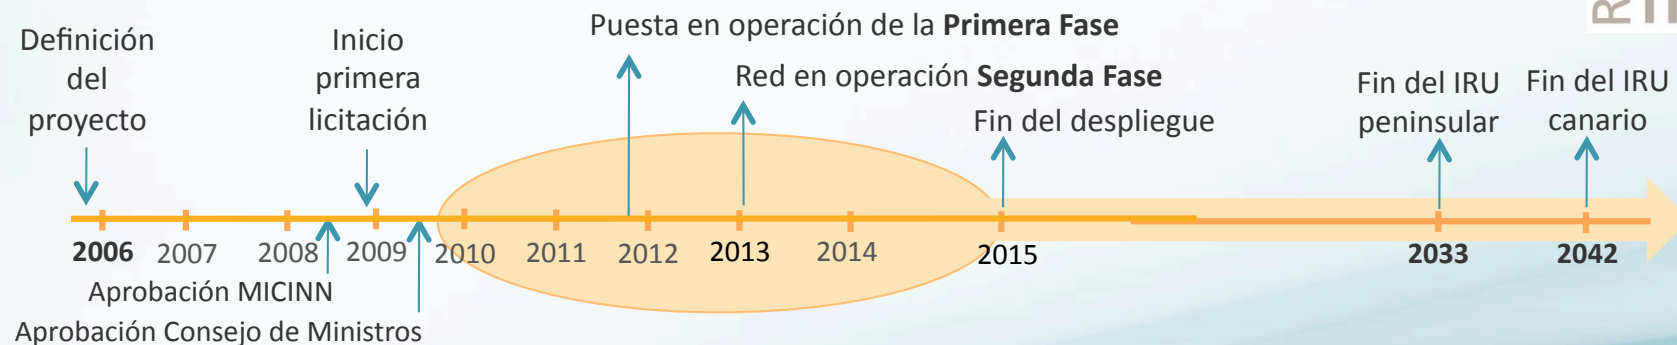 Definición
del
proyecto
Inicio
primera
licitación
Puesta en operación de la Primera Fase
Red en operación Segunda Fase
Fin del despliegue
Fin del IRU
peninsular
Fin del IRU
canario
2006 2007 2008 2009 2010 2011 2012 2013 2014 2015 2033 2042
Aprobación MICINN
Aprobación Consejo de Ministros